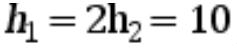 h₁ = 2h₂ = 10